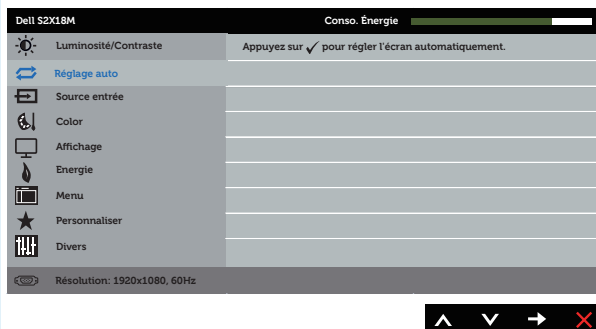 Dell S2X18M Conso. Énergie
Luminosité/Contraste Appuyez sur ✓ pour régler l'écran automatiquement.
Réglage auto
Source entrée
Color
Affichage
Energie
Menu
Personnaliser
Divers
Résolution: 1920x1080, 60Hz